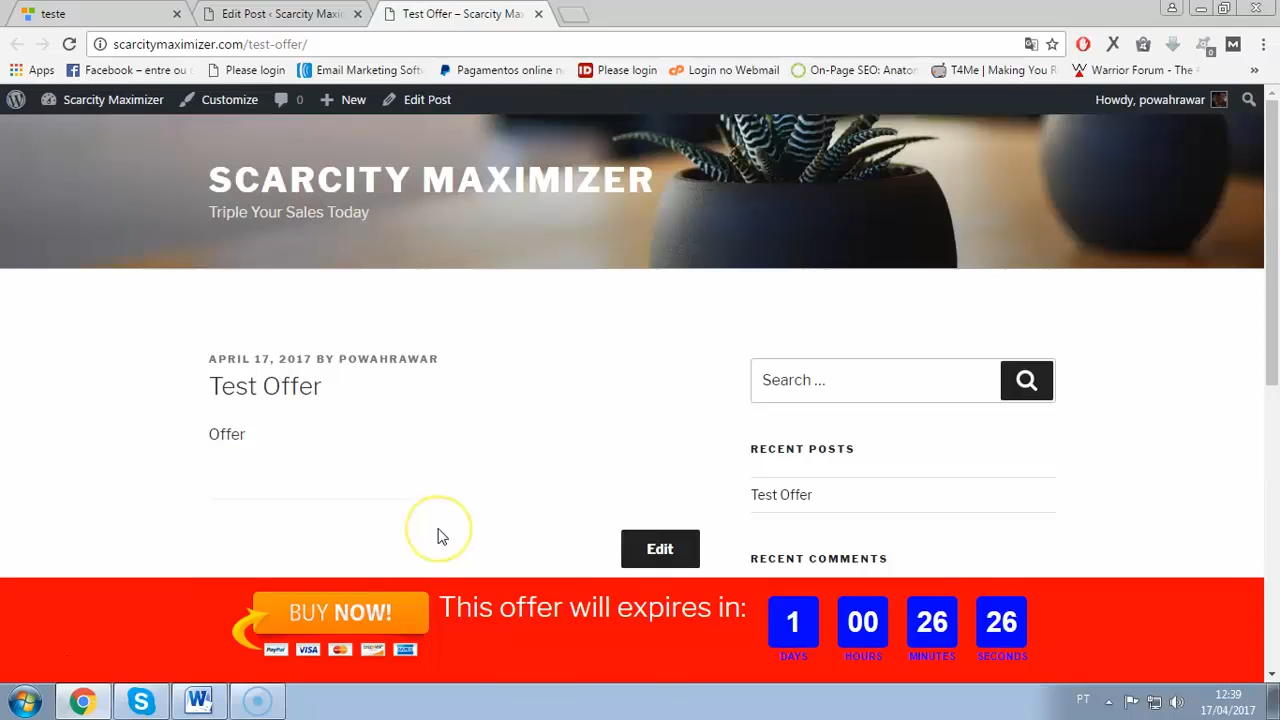 teste
Edit Post ‹ Scarcity Maxin
Test Offer – Scarcity Ma
scarcitymaximizer.com/test-offer/
Apps
Facebook – entre ou c
Please login
Email Marketing Soft
Pagamentos online n
Please login
Login no Webmail
On-Page SEO: Anaton
T4Me | Making You R
Warrior Forum - The
Scarcity Maximizer
Customize
0
New
Edit Post
Howdy, powahrawar
SCARCITY MAXIMIZER
Triple Your Sales Today
APRIL 17, 2017 BY POWAHRAWAR
Test Offer
Offer
Edit
Search ...
RECENT POSTS
Test Offer
RECENT COMMENTS
BUY NOW!
PayPal VISA
This offer will expires in:
1 00 26 26
DAYS HOURS MINUTES SECONDS
PT
12:39
17/04/2017